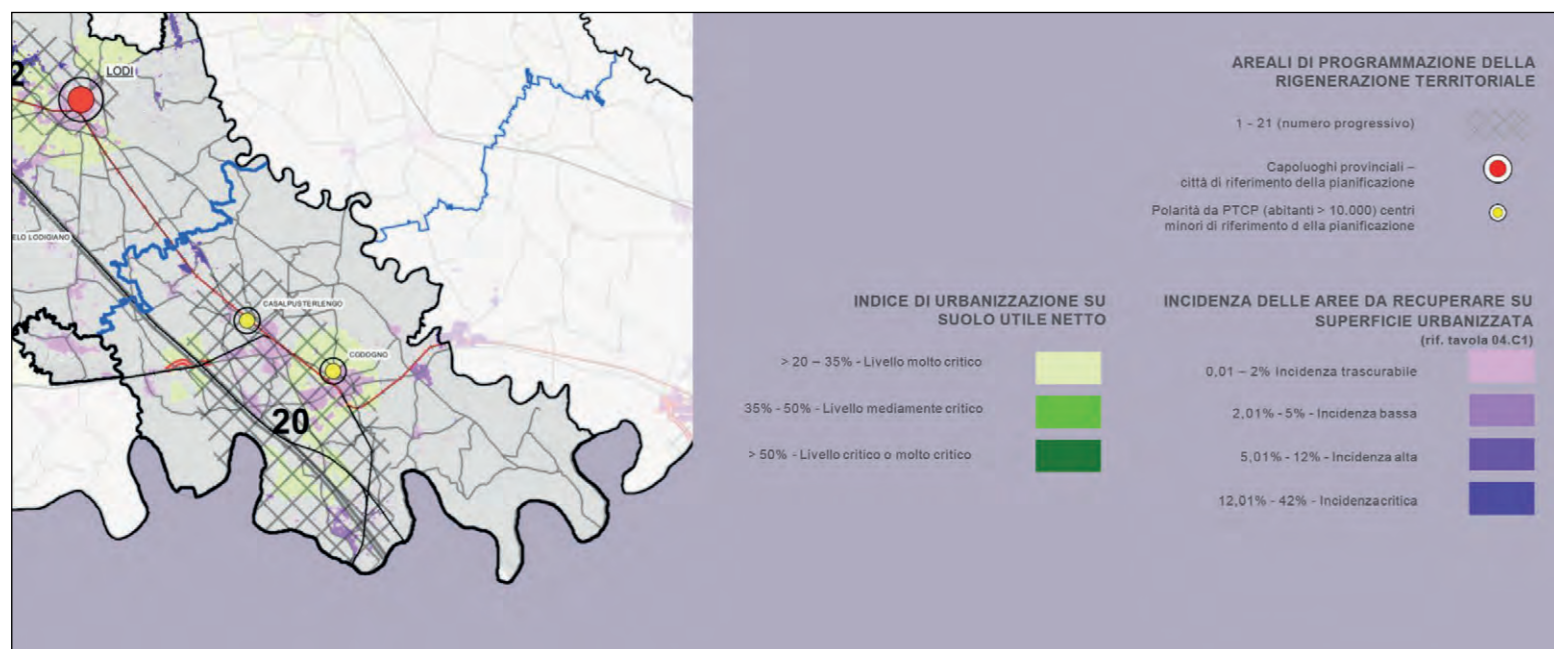 2
LODI
ELO LODIGIANO
CASALPUSTERLENGO
CODOGNO
20
AREALI DI PROGRAMMAZIONE DELLA
RIGENERAZIONE TERRITORIALE
1 - 21 (numero progressivo)
Capoluoghi provinciali –
città di riferimento della pianificazione
Polarità da PTCP (abitanti > 10.000) centri
minori di riferimento d ella pianificazione
INDICE DI URBANIZZAZIONE SU
SUOLO UTILE NETTO
> 20 – 35% - Livello molto critico
35% - 50% - Livello mediamente critico
> 50% - Livello critico o molto critico
INCIDENZA DELLE AREE DA RECUPERARE SU
SUPERFICIE URBANIZZATA
(rif. tavola 04.C1)
0,01 – 2% Incidenza trascurabile
2,01% - 5% - Incidenza bassa
5,01% - 12% - Incidenza alta
12,01% - 42% - Incidenzacritica